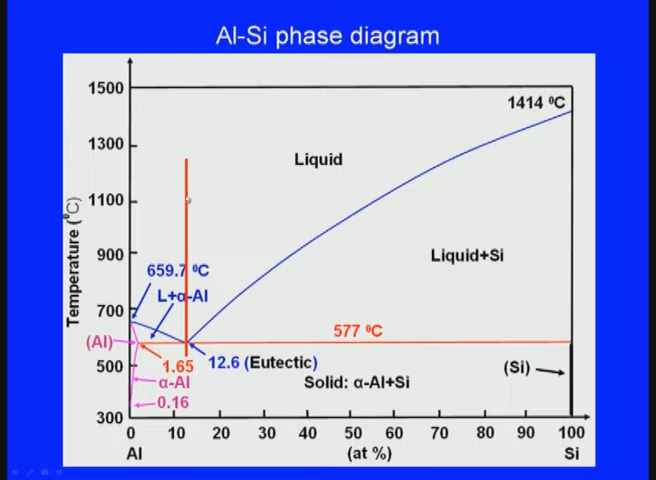 Al-Si phase diagram
1500
1414 ⁰C
1300
Liquid
1100
Temperature (⁰C)
900
Liquid+Si
659.7 ⁰C
L+α-Al
700
577 ⁰C
(Al)
1.65
12.6 (Eutectic)
500
α-Al
Solid: α-Al+Si
(Si)
0.16
300
0 10 20 30 40 50 60 70 80 90 100
Al (at %) Si